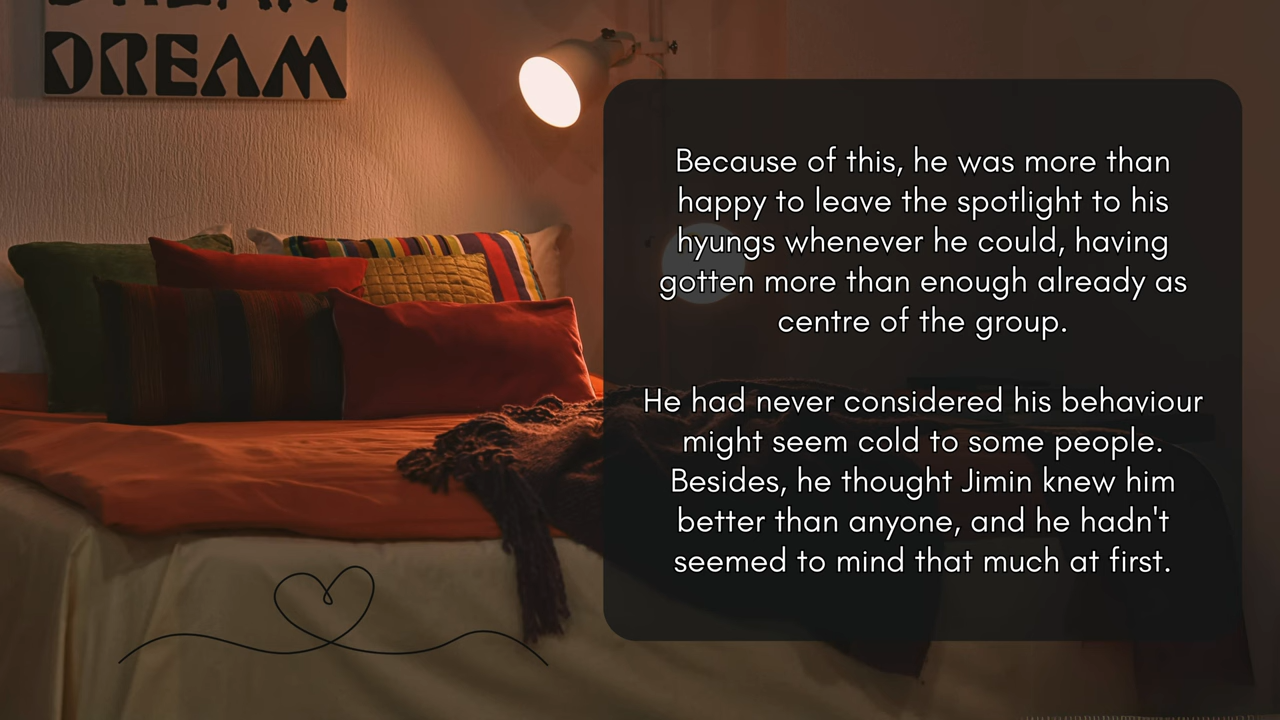 DREAM
DREAM
Because of this, he was more than
happy to leave the spotlight to his
hyungs whenever he could, having
gotten more than enough already as
centre of the group.
He had never considered his behaviour
might seem cold to some people.
Besides, he thought Jimin knew him
better than anyone, and he hadn't
seemed to mind that much at first.